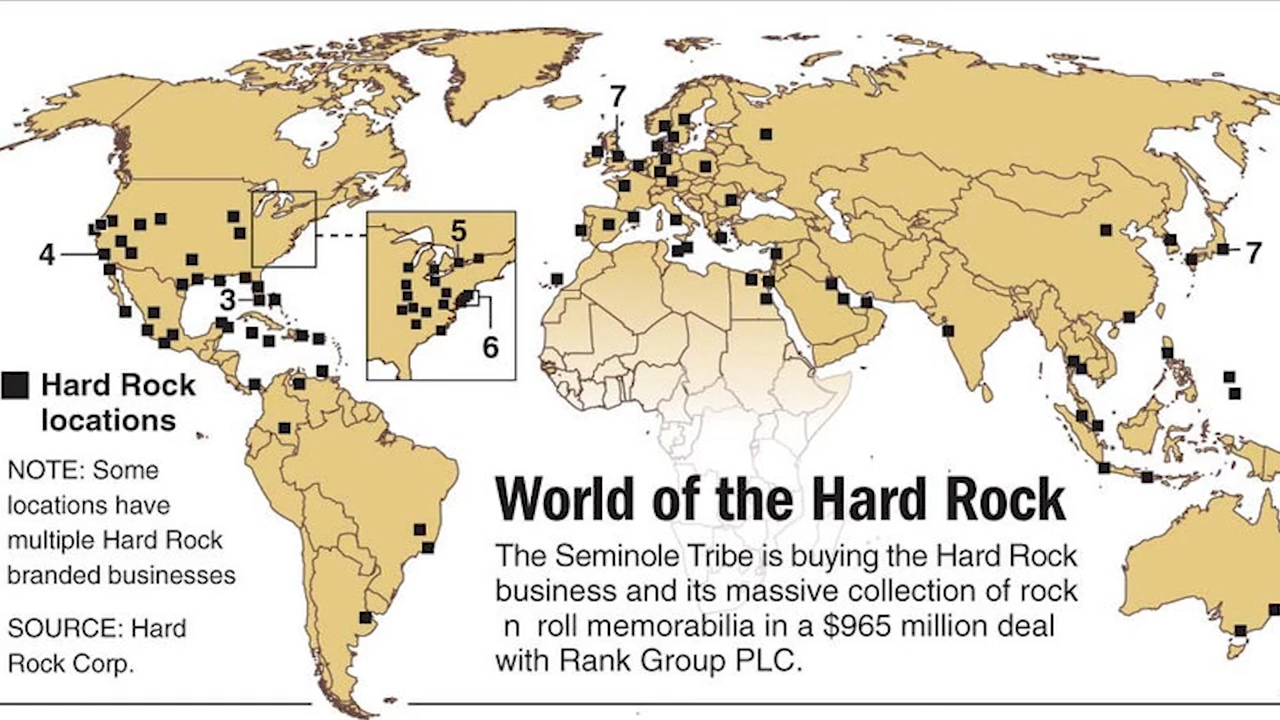 7
4
5
3
6
7
Hard Rock
locations
NOTE: Some
locations have
multiple Hard Rock
branded businesses
SOURCE: Hard
Rock Corp.
World of the Hard Rock
The Seminole Tribe is buying the Hard Rock
business and its massive collection of rock
n roll memorabilia in a $965 million deal
with Rank Group PLC.